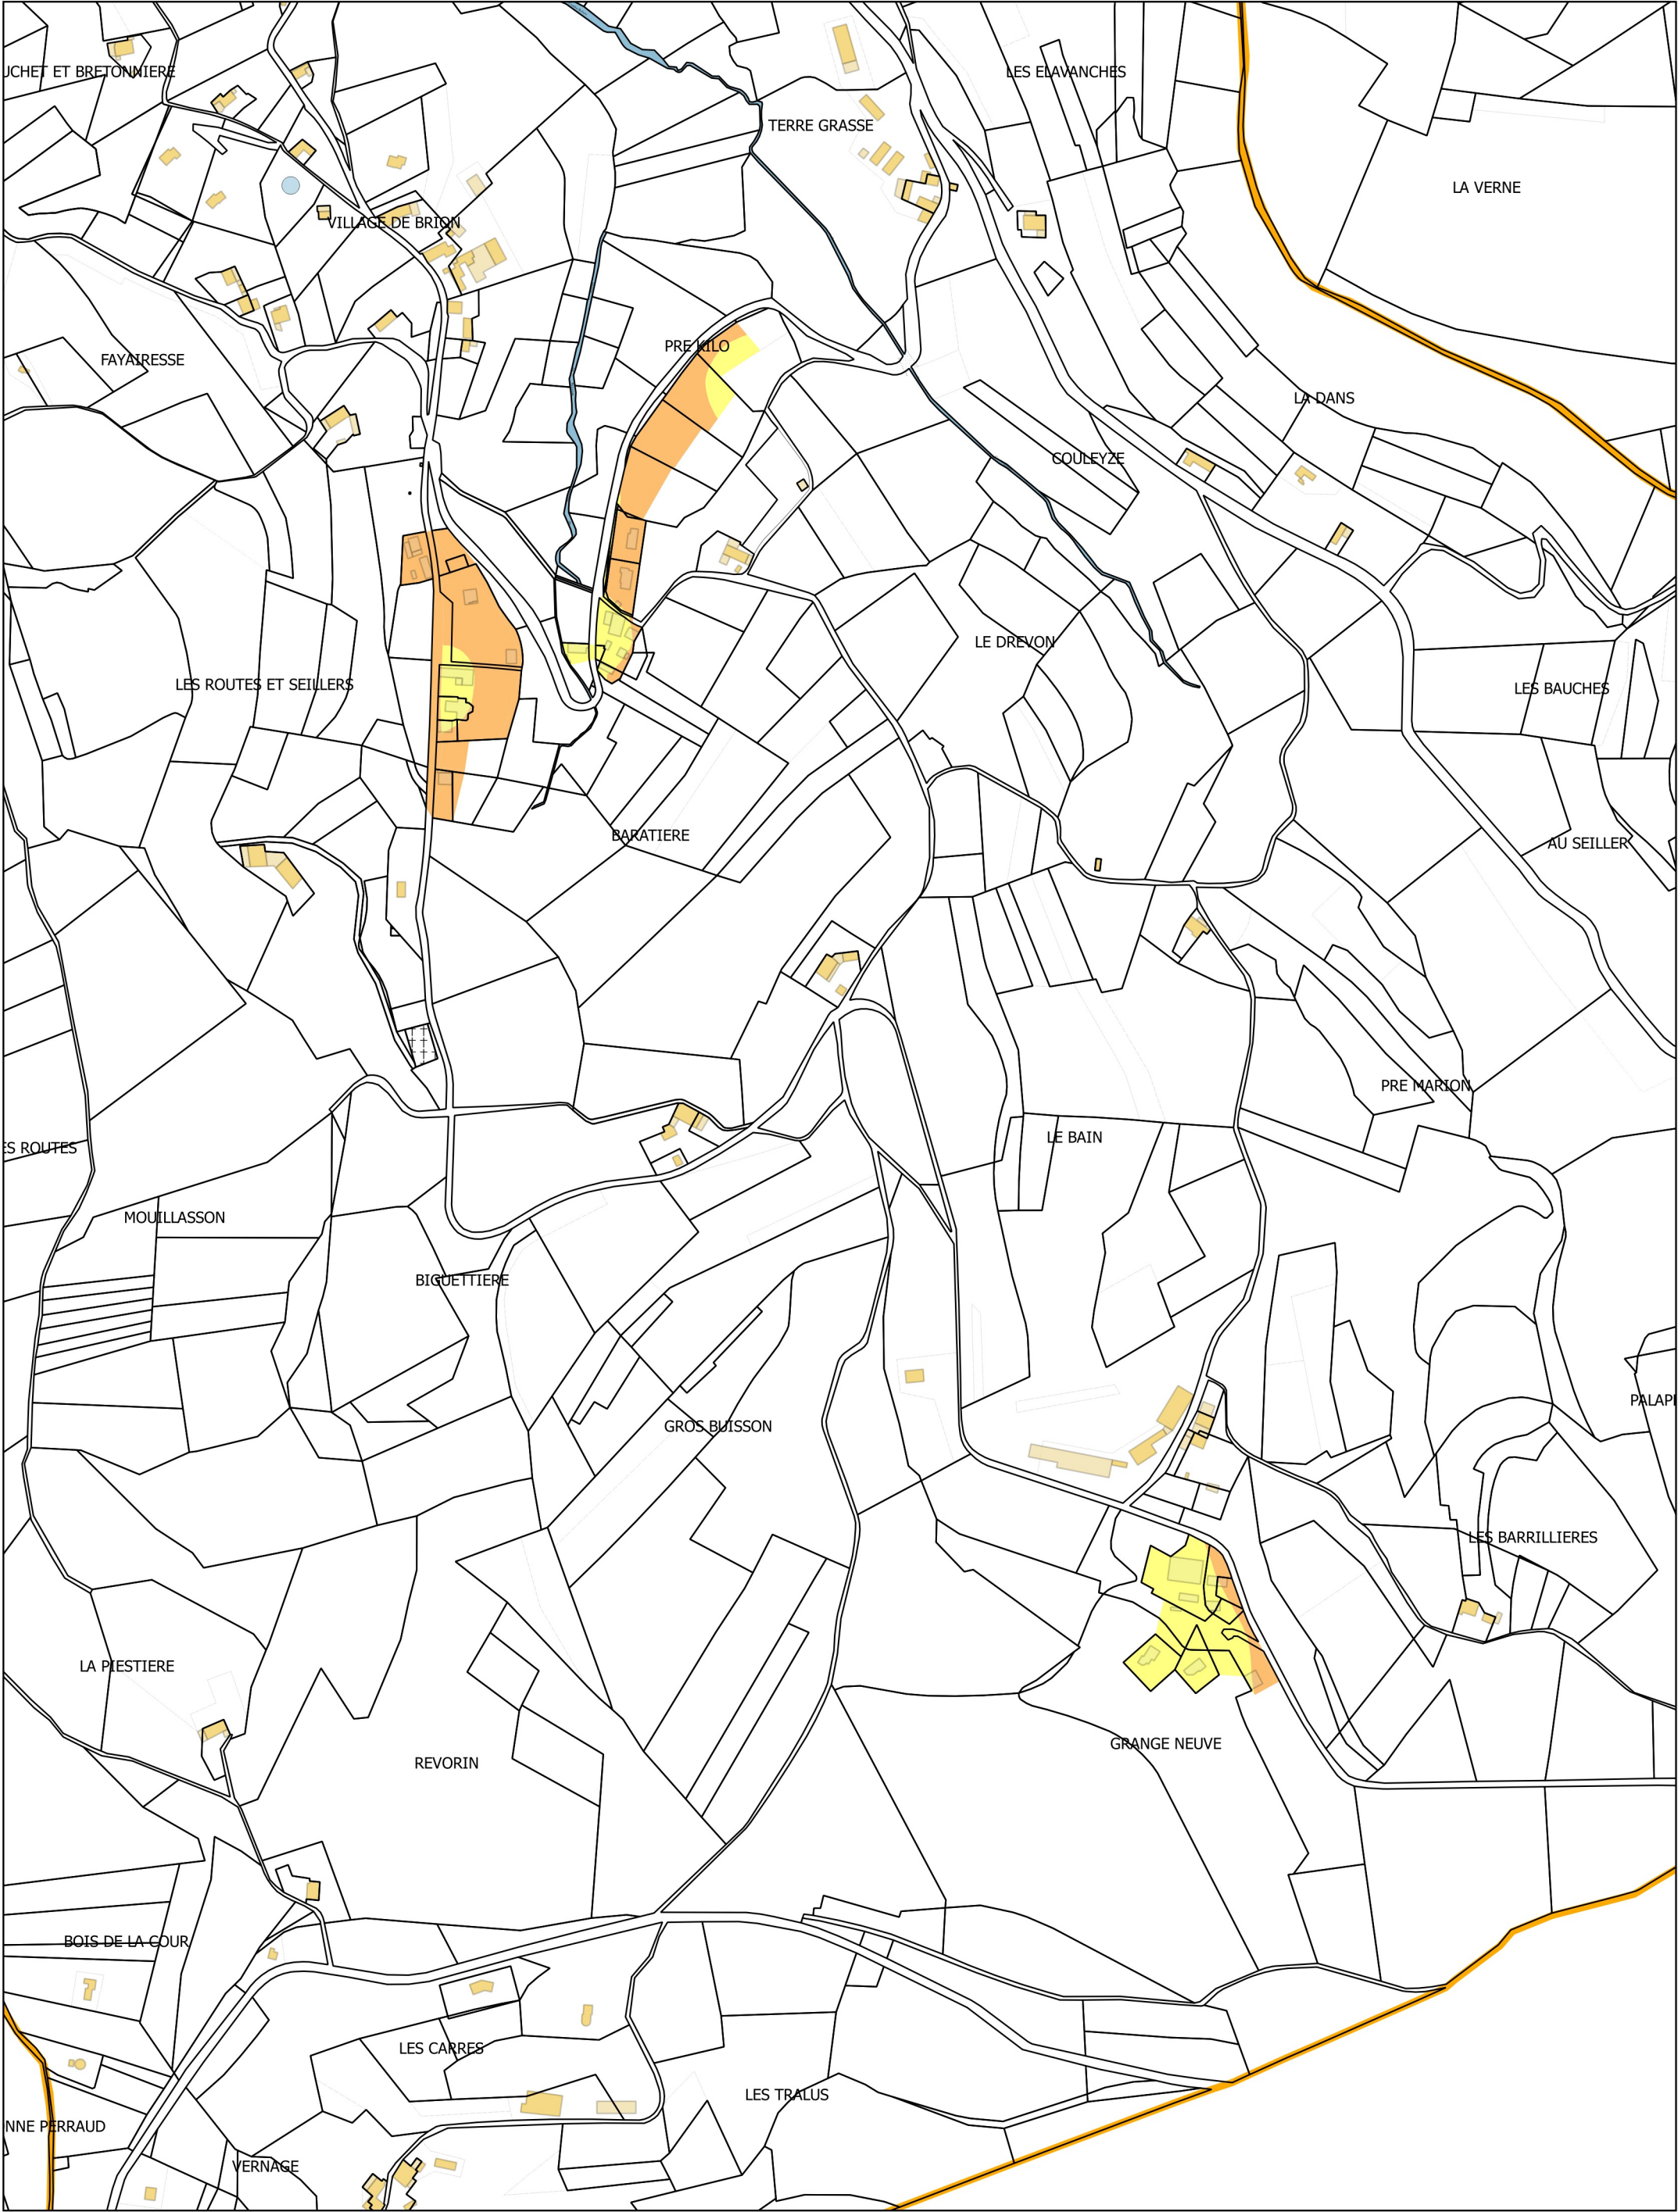 UCHET ET BRETONNIERE
LES ELAVANCHES
TERRE GRASSE
LA VERNE
VILLAGE DE BRION
PRE KILO
FAYAIRESSE
LA DANS
COULEYZE
LE DREVON
LES ROUTES ET SEILLERS
LES BAUCHES
BARATIERE
AU SEILLER
PRE MARION
LE BAIN
ES ROUTES
MOUILLASSON
BIGUETTIERE
PALAPI
GROS BUISSON
LES BARRILLIERES
LA PIESTIERE
GRANGE NEUVE
REVORIN
BOIS DE LA COUR
LES CARRES
LES TRALUS
NNE PERRAUD
VERNAGE